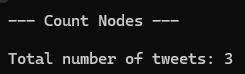 --- Count Nodes ---
Total number of tweets: 3